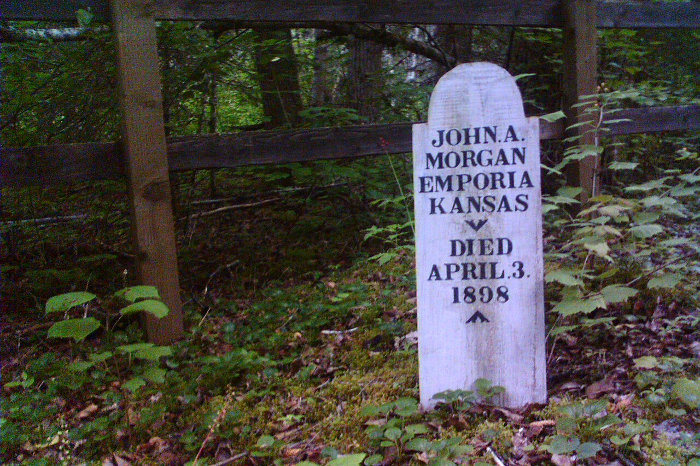 JOHN.A.
MORGAN
EMPORIA
KANSAS
DIED
APRIL.3.
1898